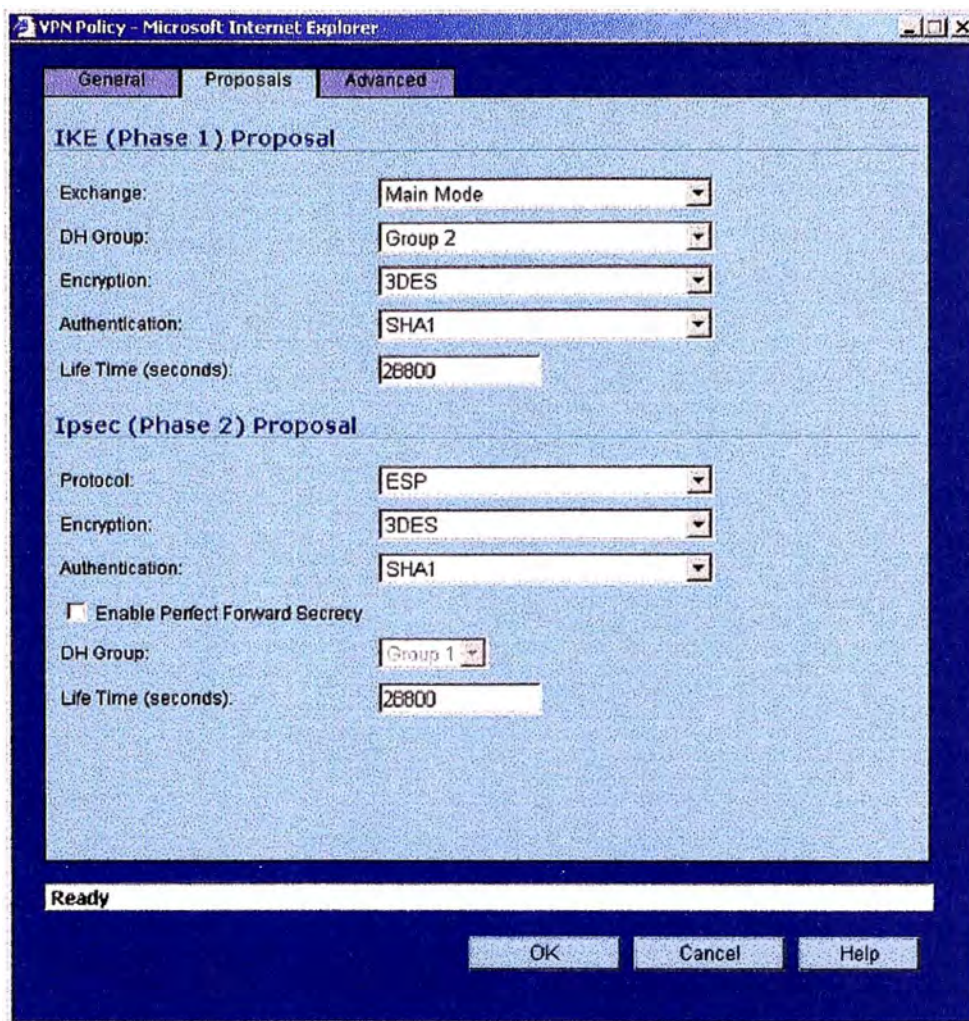 VPN Policy - Microsoft Internet Explorer
General Proposals Advanced
IKE (Phase 1) Proposal
Exchange: Main Mode
DH Group: Group 2
Encryption: 3DES
Authentication: SHA1
Life Time (seconds): 28800
Ipsec (Phase 2) Proposal
Protocol: ESP
Encryption: 3DES
Authentication: SHA1
Enable Perfect Forward Secrecy
DH Group: Group 1
Life Time (seconds): 28800
Ready
OK Cancel Help